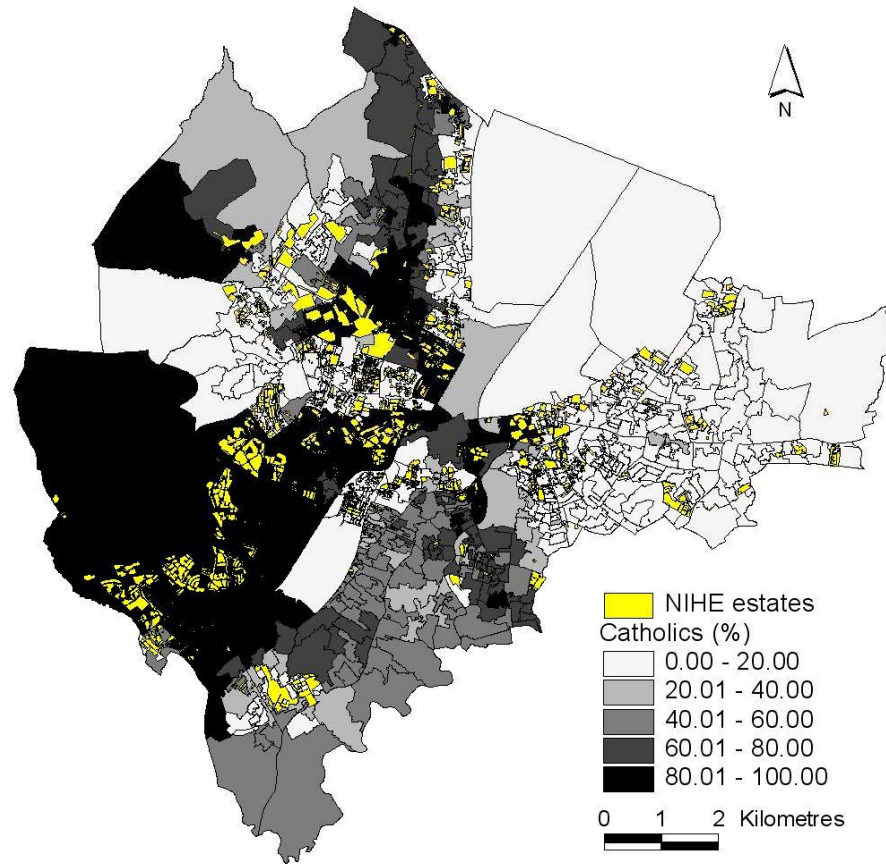 N
NIHE estates
Catholics (%)
0.00 - 20.00
20.01 - 40.00
40.01 - 60.00
60.01 - 80.00
80.01 - 100.00
0 1 2 Kilometres